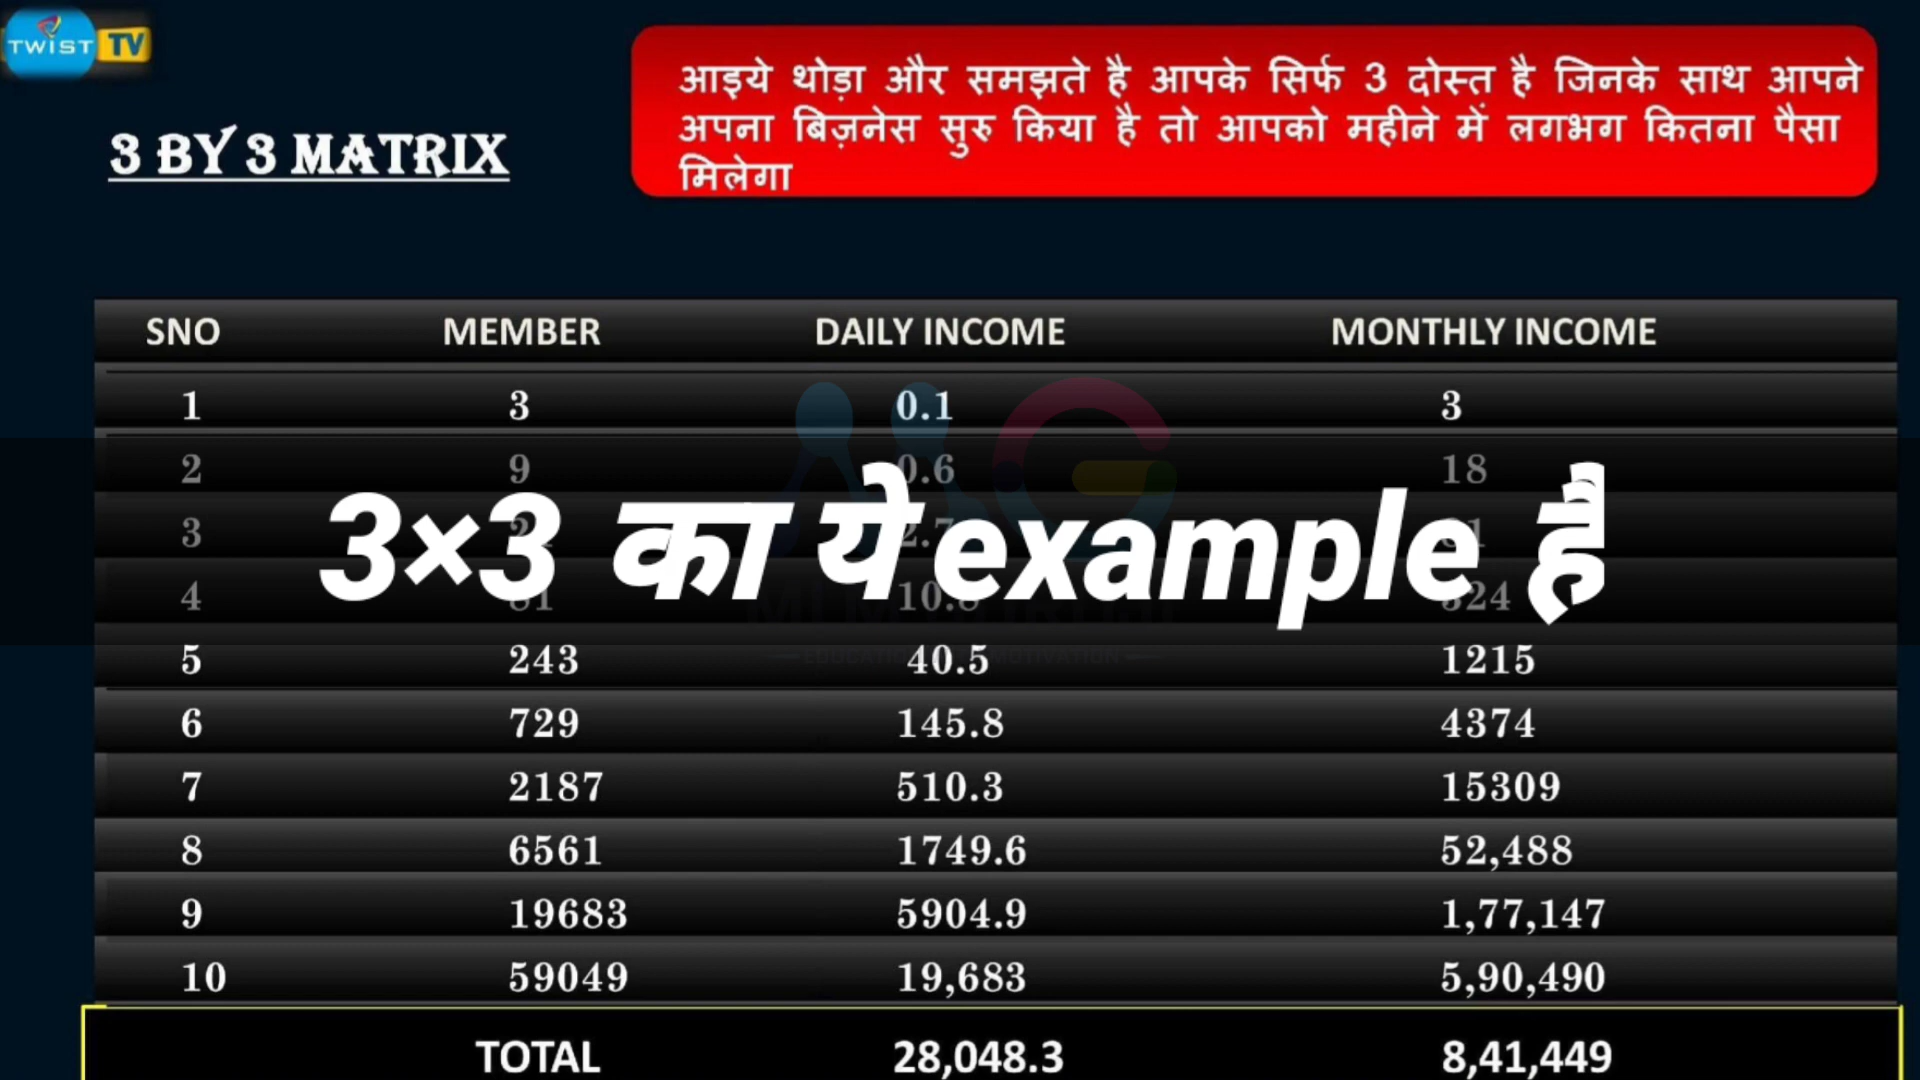 TWIST TV
3 BY 3 MATRIX
आइये थोड़ा और समझते है आपके सिर्फ 3 दोस्त है जिनके साथ आपने
अपना बिज़नेस सुरु किया है तो आपको महीने में लगभग कितना पैसा
मिलेगा
SNO MEMBER DAILY INCOME MONTHLY INCOME
1 3 0.1 3
2 9 0.6 18
3
3×3 का ये example है
4
5 243 40.5 1215
6 729 145.8 4374
7 2187 510.3 15309
8 6561 1749.6 52,488
9 19683 5904.9 1,77,147
10 59049 19,683 5,90,490
TOTAL 28,048.3 8,41,449